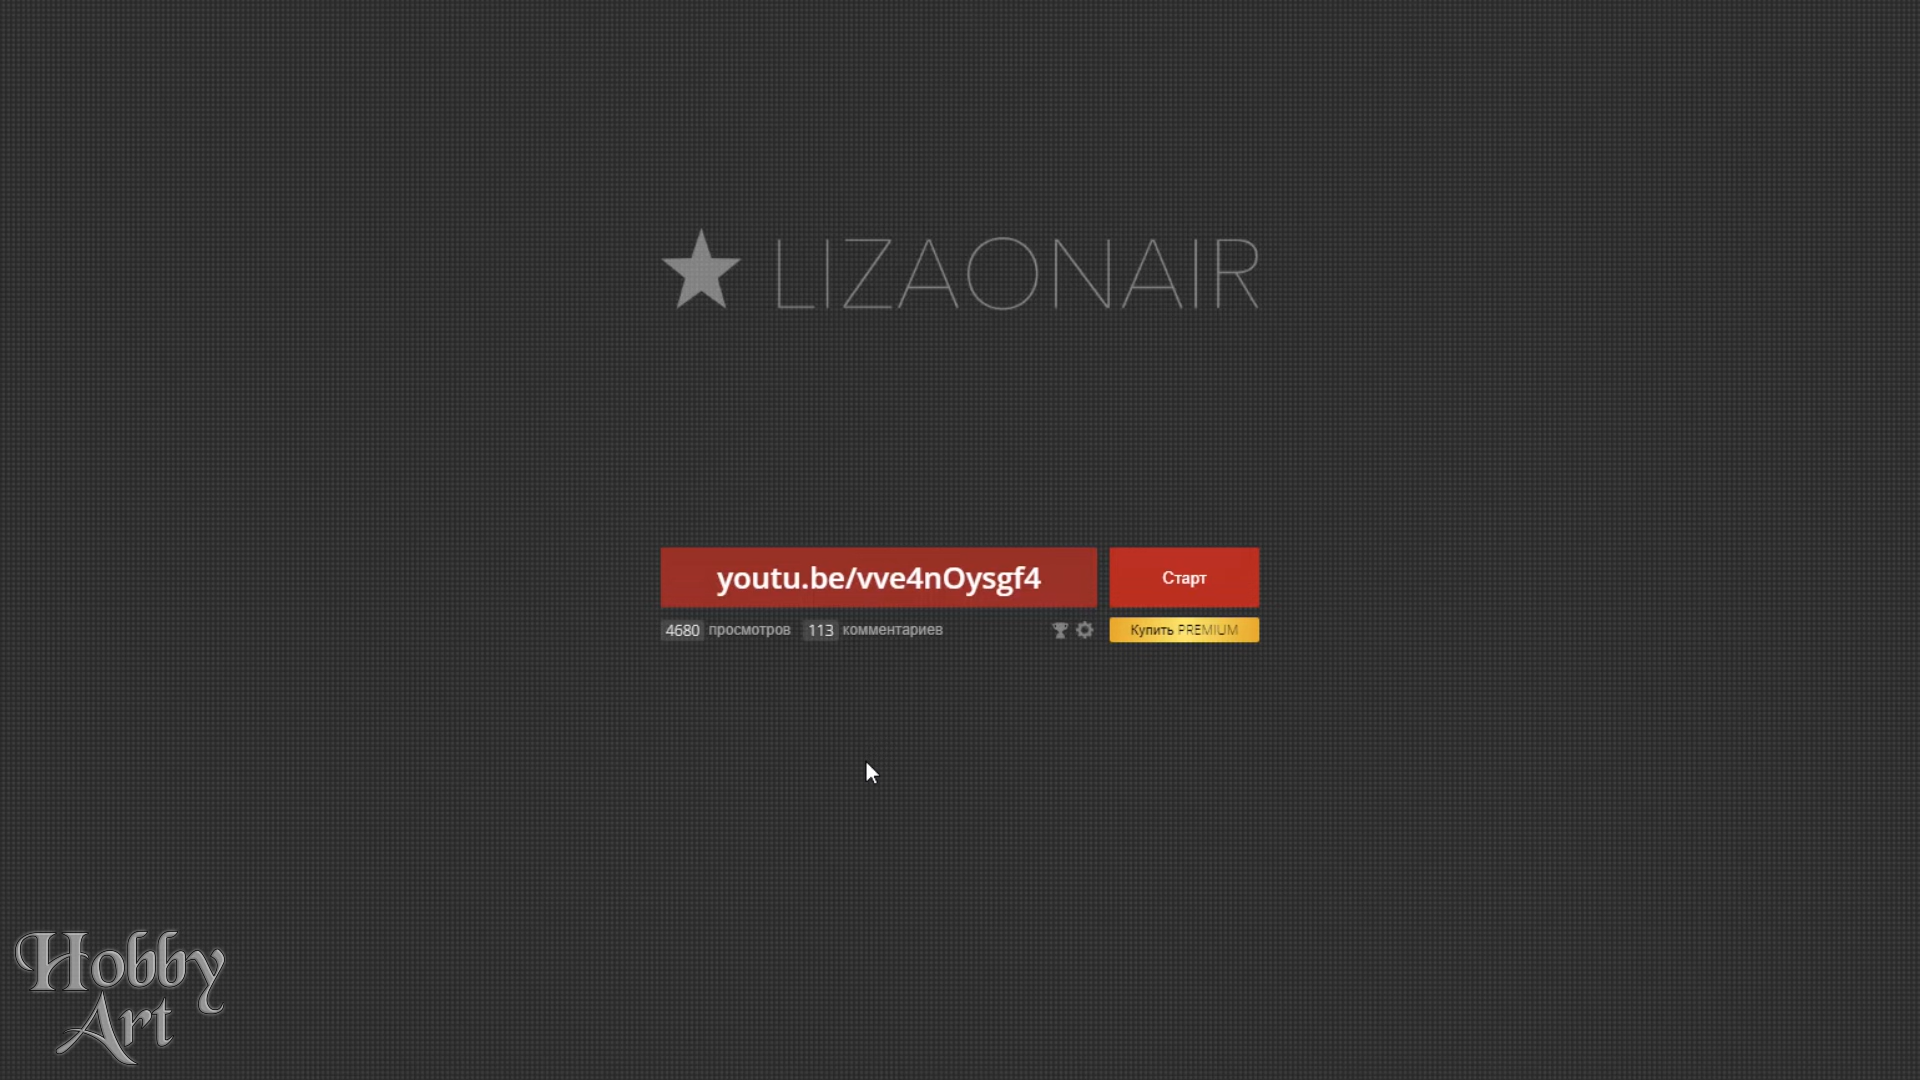 LIZAONAIR
youtu.be/vve4nOysgf4
Старт
4680 просмотров 113 комментариев
Купить PREMIUM
Hobby
Art